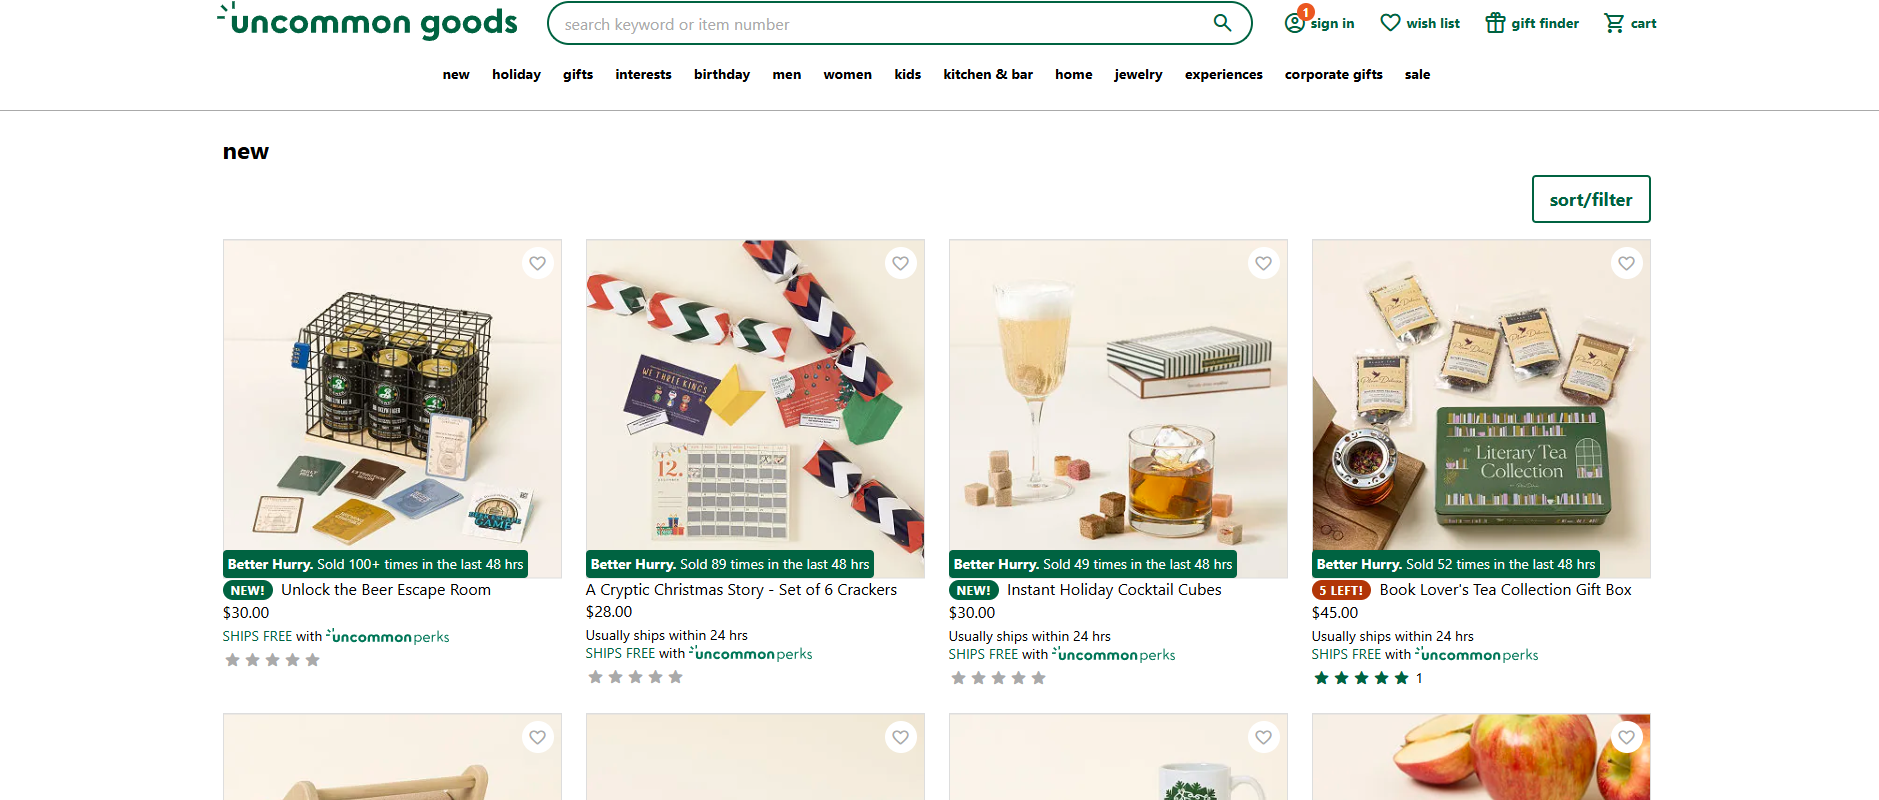 uncommon goods
search keyword or item number
1
sign in
wish list
gift finder
cart
new holiday gifts interests birthday men women kids kitchen & bar home jewelry experiences corporate gifts sale
new
sort/filter
WE THREE KINGS
12.
Literary Tea
Collection
GAME
Better Hurry. Sold 100+ times in the last 48 hrs
NEW! Unlock the Beer Escape Room
$30.00
SHIPS FREE with uncommon perks
Better Hurry. Sold 89 times in the last 48 hrs
A Cryptic Christmas Story - Set of 6 Crackers
$28.00
Usually ships within 24 hrs
SHIPS FREE with uncommon perks
Better Hurry. Sold 49 times in the last 48 hrs
NEW! Instant Holiday Cocktail Cubes
$30.00
Usually ships within 24 hrs
SHIPS FREE with uncommon perks
Better Hurry. Sold 52 times in the last 48 hrs
5 LEFT! Book Lover's Tea Collection Gift Box
$45.00
Usually ships within 24 hrs
SHIPS FREE with uncommon perks
1